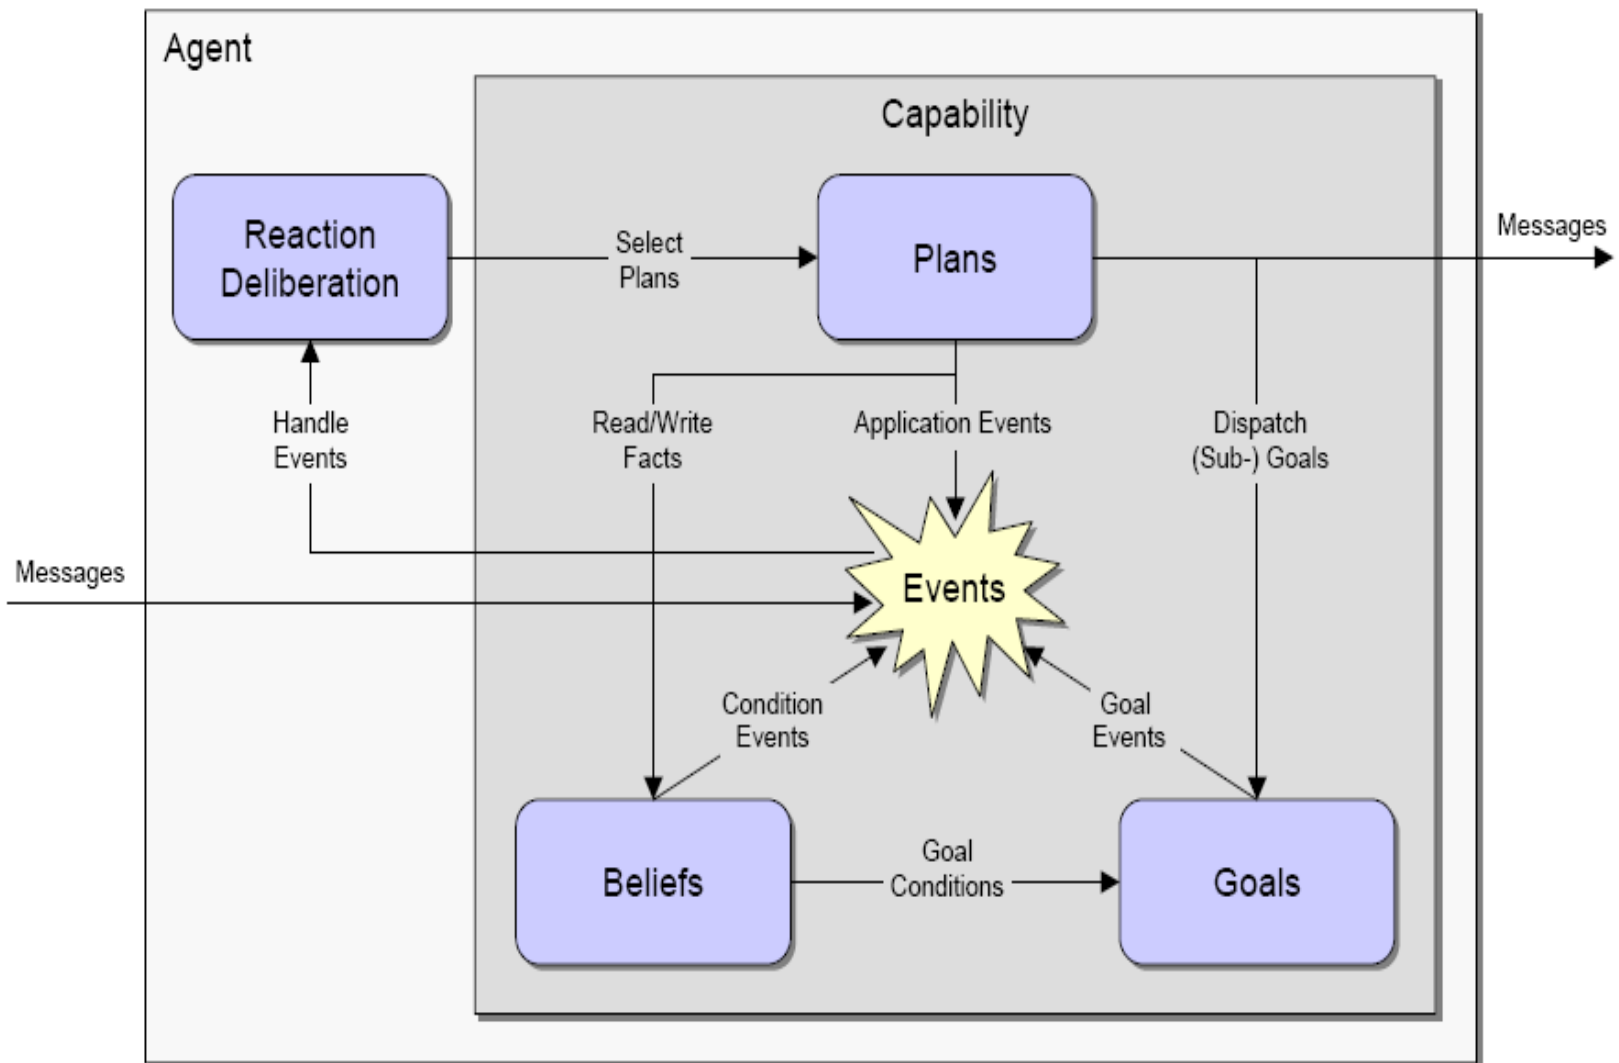 Agent
Capability
Reaction
Deliberation
Select
Plans
Plans
Messages
Handle
Events
Read/Write
Facts
Application Events
Dispatch
(Sub-) Goals
Messages
Events
Condition
Events
Goal
Events
Beliefs
Goal
Conditions
Goals